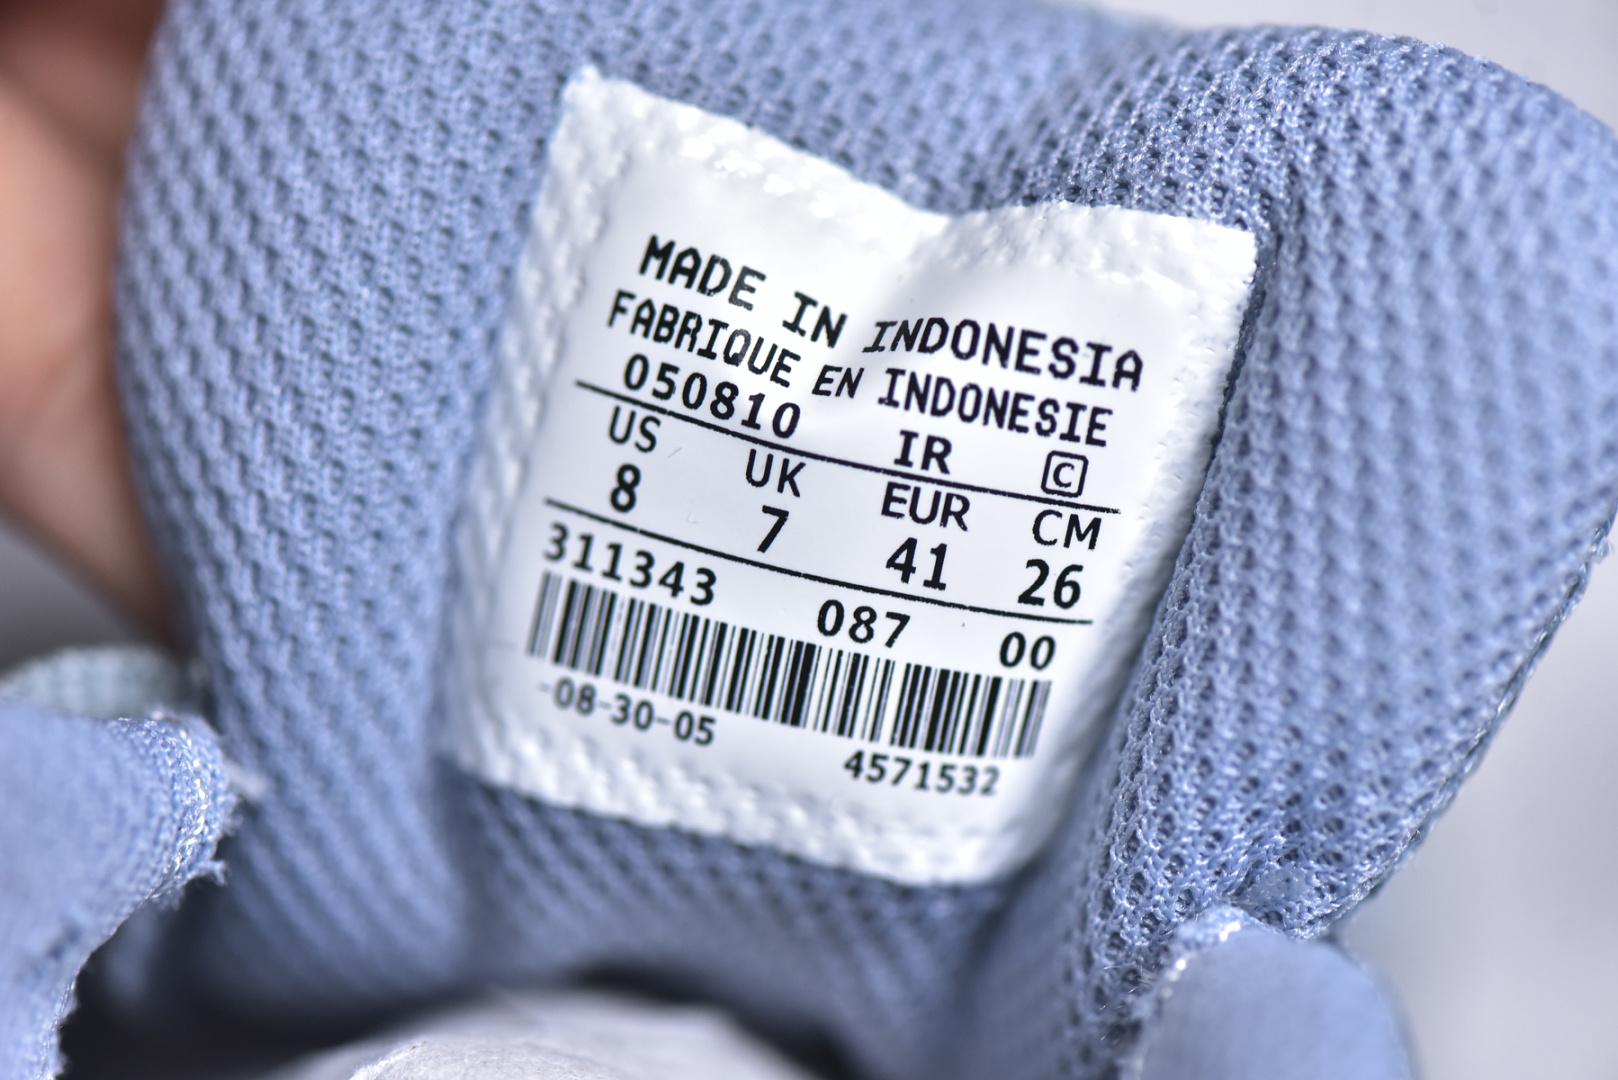 MADE IN INDONESIA
FABRIQUE EN INDONESIE
050810 IR C
US UK EUR CM
8 7 41 26
311343 087 00
-08-30-05
4571532